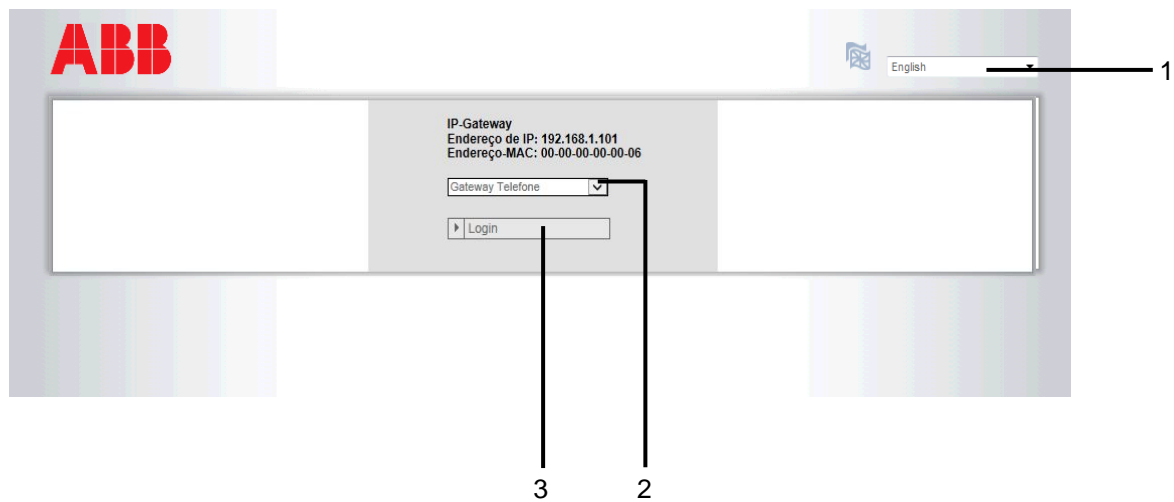 ABB
English
1
IP-Gateway
Endereço de IP: 192.168.1.101
Endereço-MAC: 00-00-00-00-00-06
Gateway Telefone
Login
3
2